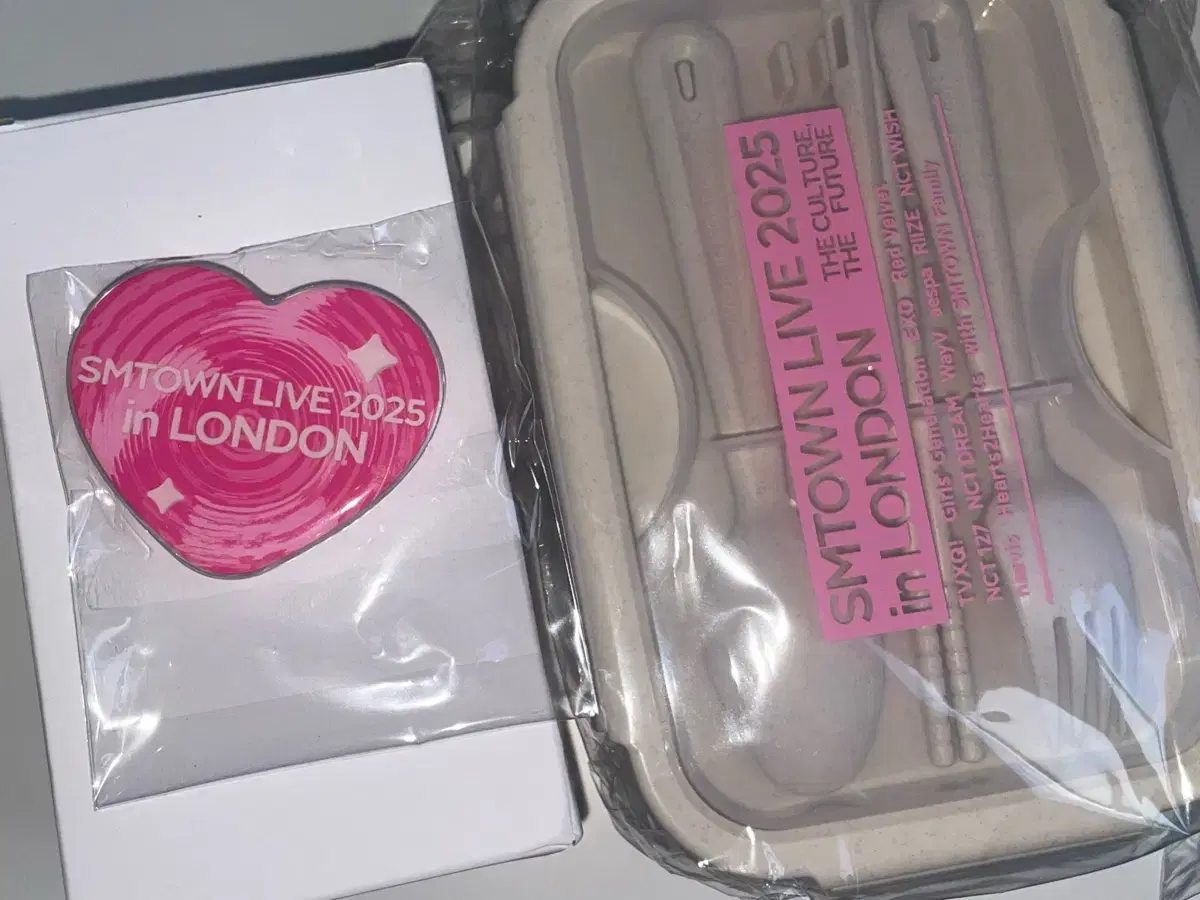 SMTOWN LIVE 2025
in LONDON
SMTOWN LIVE 2025
in LONDON
THE CULTURE,
THE FUTURE
TVXQ! Girls' Generation EXO Red Velvet
NCT 127 NCT DREAM WayV aespa RIIZE NCT WISH
Naevis Hearts2Hearts with SMTOWN Family